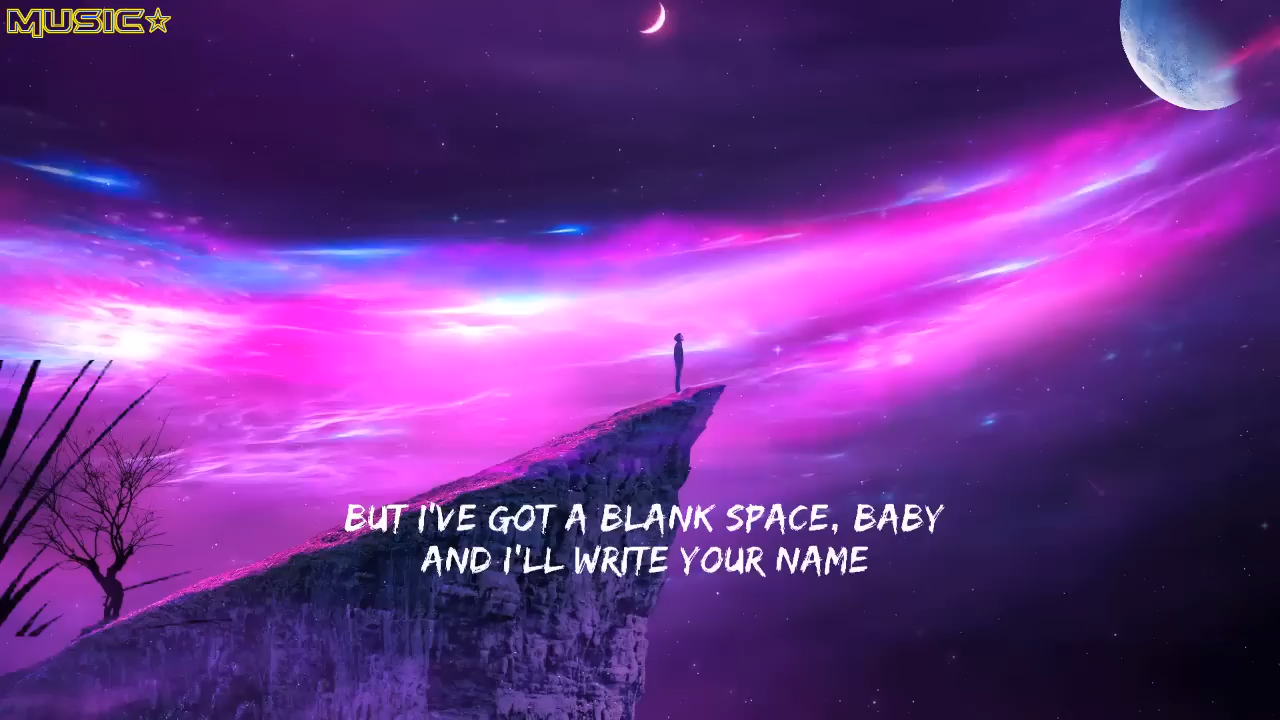 MUSIC☆
BUT I'VE GOT A BLANK SPACE, BABY
AND I'LL WRITE YOUR NAME